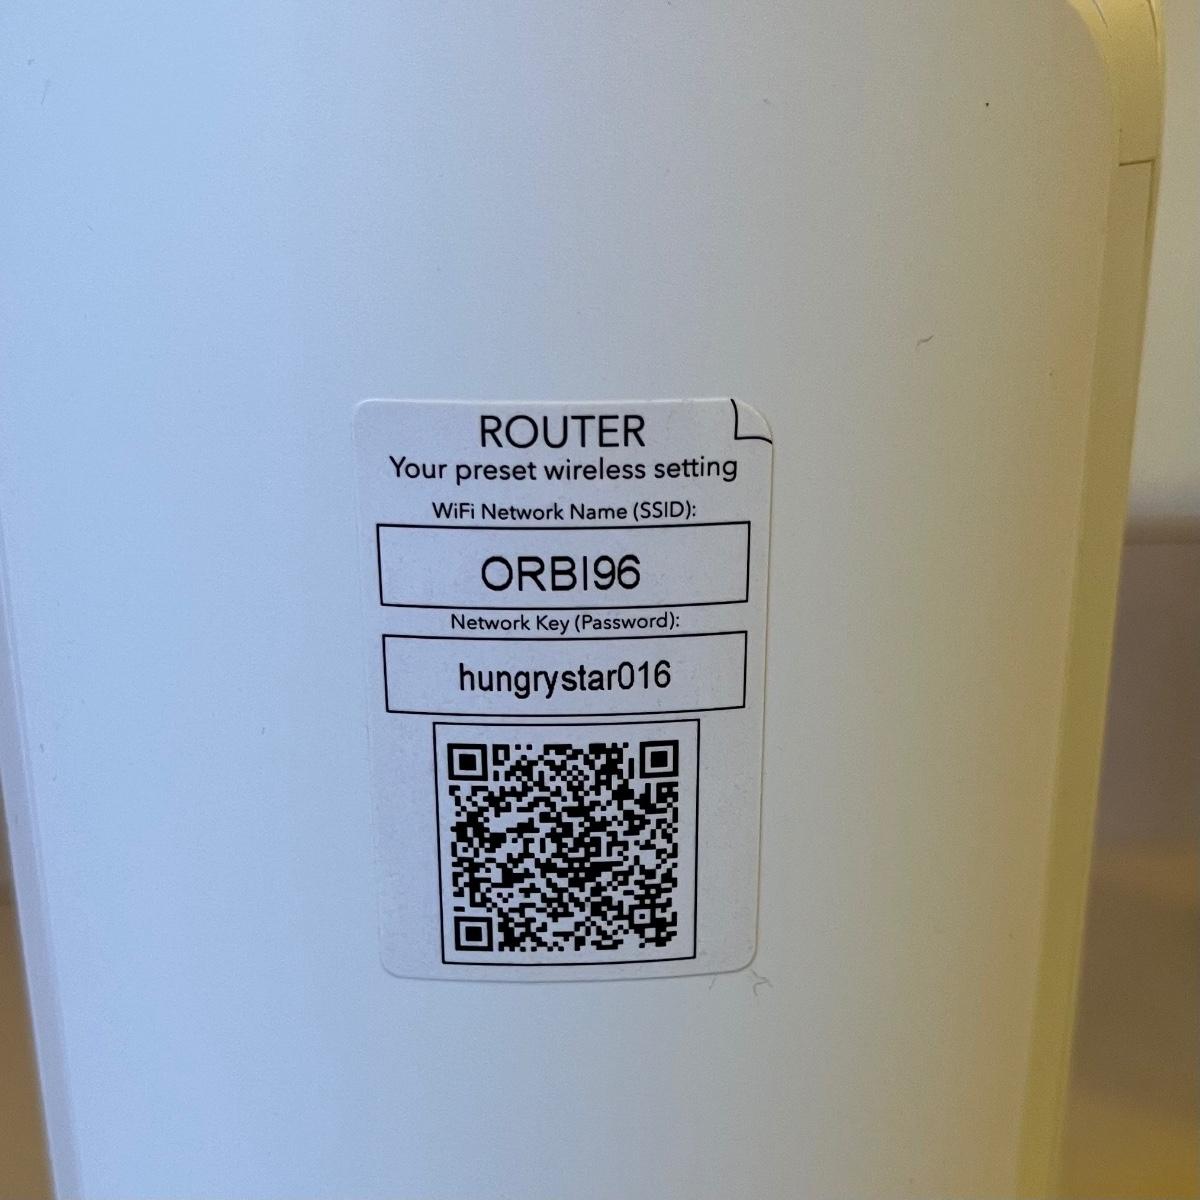 ROUTER
Your preset wireless setting
WiFi Network Name (SSID):
ORBI96
Network Key (Password):
hungrystar016